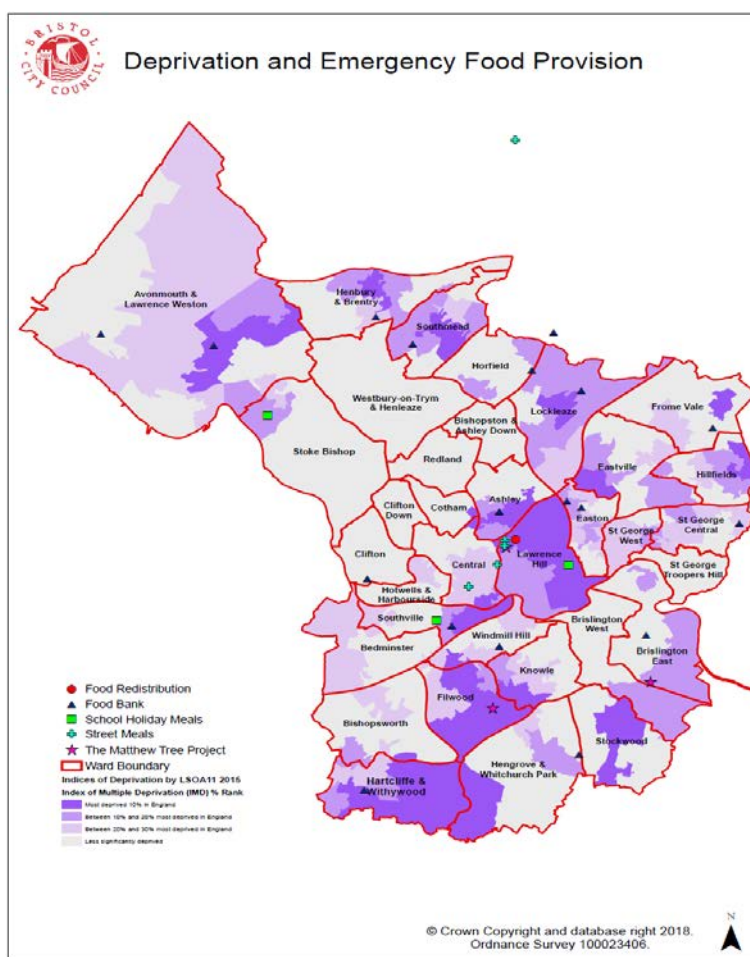 BRISTOL
CITY COUNCIL
Deprivation and Emergency Food Provision
Avonmouth &
Lawrence Weston
Henbury
& Brentry
Southmead
Horfield
Lockleaze
Frome Vale
Westbury-on-Trym
& Henleaze
Bishopston &
Ashley Down
Stoke Bishop
Redland
Eastville
Hillfields
Clifton
Down
Cotham
Ashley
Easton
St George
West
St George
Central
Clifton
Central
Lawrence
Hill
St George
Troopers Hill
Hotwells &
Harbourside
Southville
Brislington
West
Windmill Hill
Bedminster
Brislington
East
Knowle
Filwood
Bishopsworth
Stockwood
Hengrove &
Whitchurch Park
Hartcliffe &
Withywood
Food Redistribution
Food Bank
School Holiday Meals
Street Meals
The Matthew Tree Project
Ward Boundary
Indices of Deprivation by LSOA11 2015
Index of Multiple Deprivation (IMD) % Rank
Most deprived 10% in England
Between 10% and 20% most deprived in England
Between 20% and 30% most deprived in England
Less significantly deprived
© Crown Copyright and database right 2018.
Ordnance Survey 100023406.
N